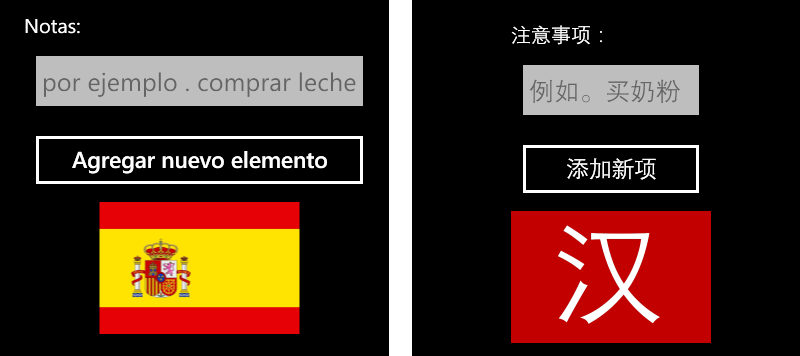 Notas:
por ejemplo . comprar leche
Agregar nuevo elemento
注意事项：
例如。买奶粉
添加新项
汉